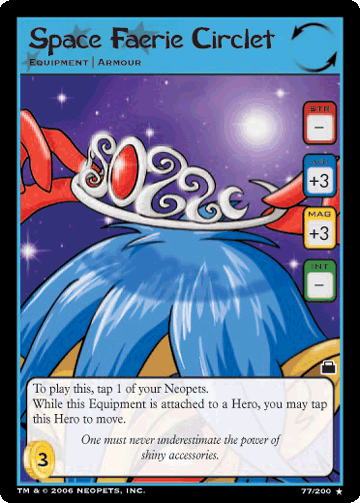 Space Faerie Circlet
EQUIPMENT | ARMOUR
STR
–
AGI
+3
MAG
+3
INT
–
To play this, tap 1 of your Neopets.
While this Equipment is attached to a Hero, you may tap
this Hero to move.
One must never underestimate the power of
shiny accessories.
3
TM & © 2006 NEOPETS, INC.
77/200 ★